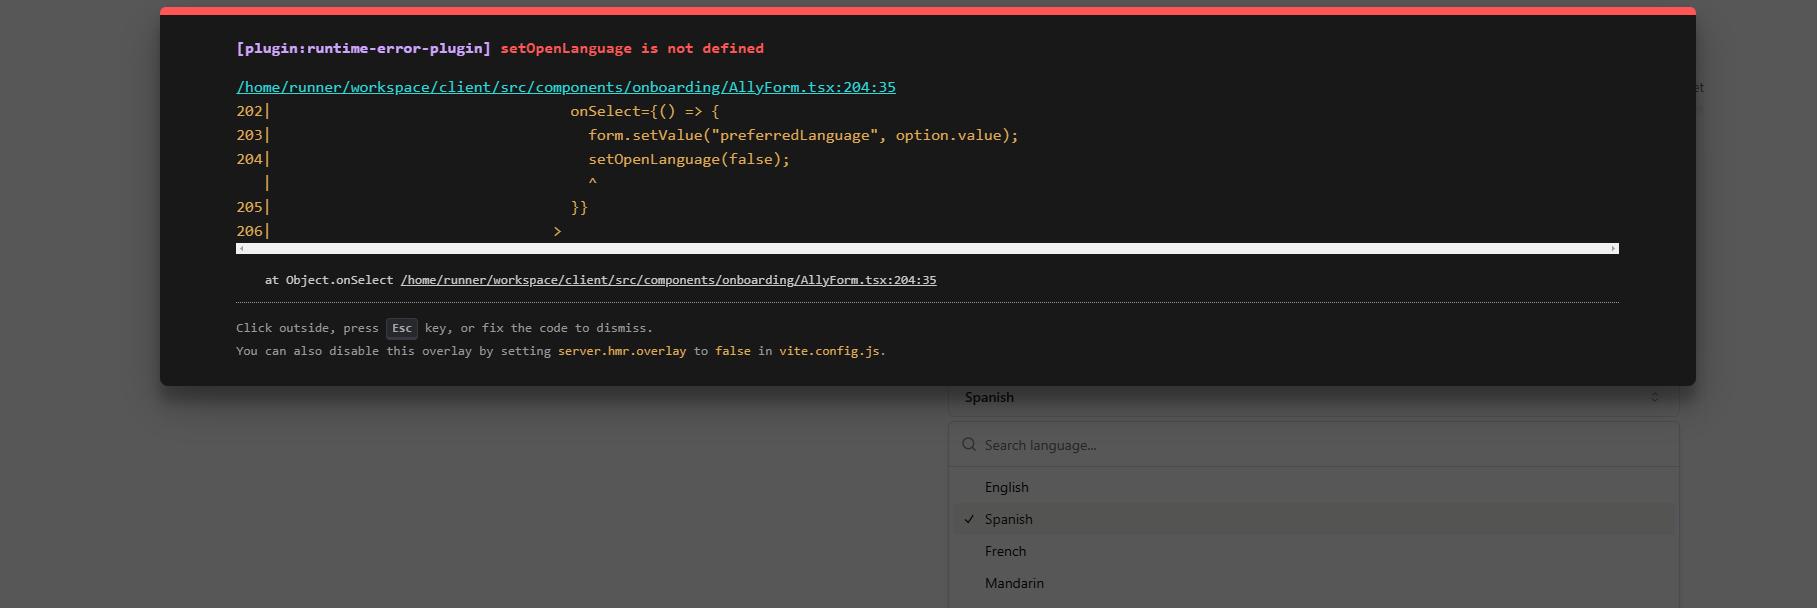 [plugin:runtime-error-plugin] setOpenLanguage is not defined
/home/runner/workspace/client/src/components/onboarding/AllyForm.tsx:204:35
202|                                  onSelect={() => {
203|                                    form.setValue("preferredLanguage", option.value);
204|                                    setOpenLanguage(false);
   |                                    ^
205|                                  }}
206|                                >
at Object.onSelect /home/runner/workspace/client/src/components/onboarding/AllyForm.tsx:204:35
Click outside, press Esc key, or fix the code to dismiss.
You can also disable this overlay by setting server.hmr.overlay to false in vite.config.js.
Spanish
Search language...
English
Spanish
French
Mandarin